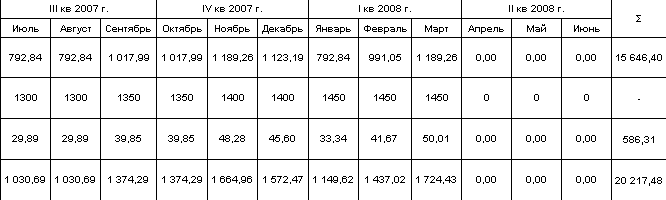 III кв 2007 г. IV кв 2007 г. I кв 2008 г. II кв 2008 г. Σ
Июль Август Сентябрь Октябрь Ноябрь Декабрь Январь Февраль Март Апрель Май Июнь
792,84 792,84 1 017,99 1 017,99 1 189,26 1 123,19 792,84 991,05 1 189,26 0,00 0,00 0,00 15 646,40
1300 1300 1350 1350 1400 1400 1450 1450 1450 0 0 0 -
29,89 29,89 39,85 39,85 48,28 45,60 33,34 41,67 50,01 0,00 0,00 0,00 586,31
1 030,69 1 030,69 1 374,29 1 374,29 1 664,96 1 572,47 1 149,62 1 437,02 1 724,43 0,00 0,00 0,00 20 217,48